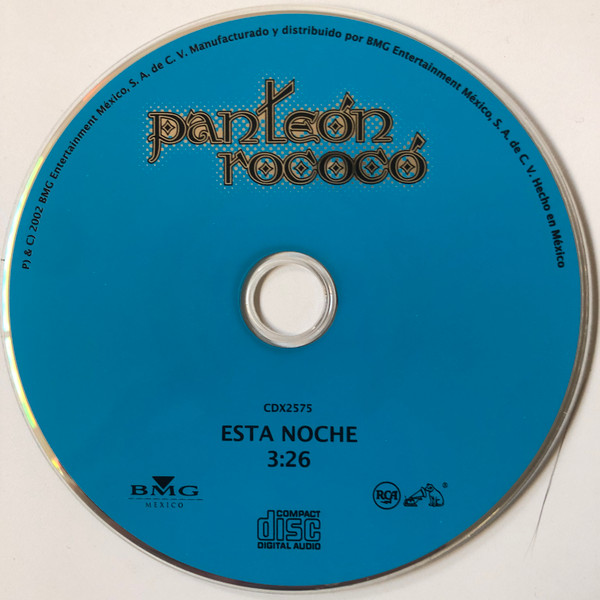 P) & C) 2002 BMG Entertainment México, S. A. de C. V. Manufacturado y distribuido por BMG Entertainment México, S. A. de C. V. Hecho en México
panteón
rococó
CDX2575
ESTA NOCHE
3:26
BMG
MEXICO
RCA
®
COMPACT
disc
DIGITAL AUDIO